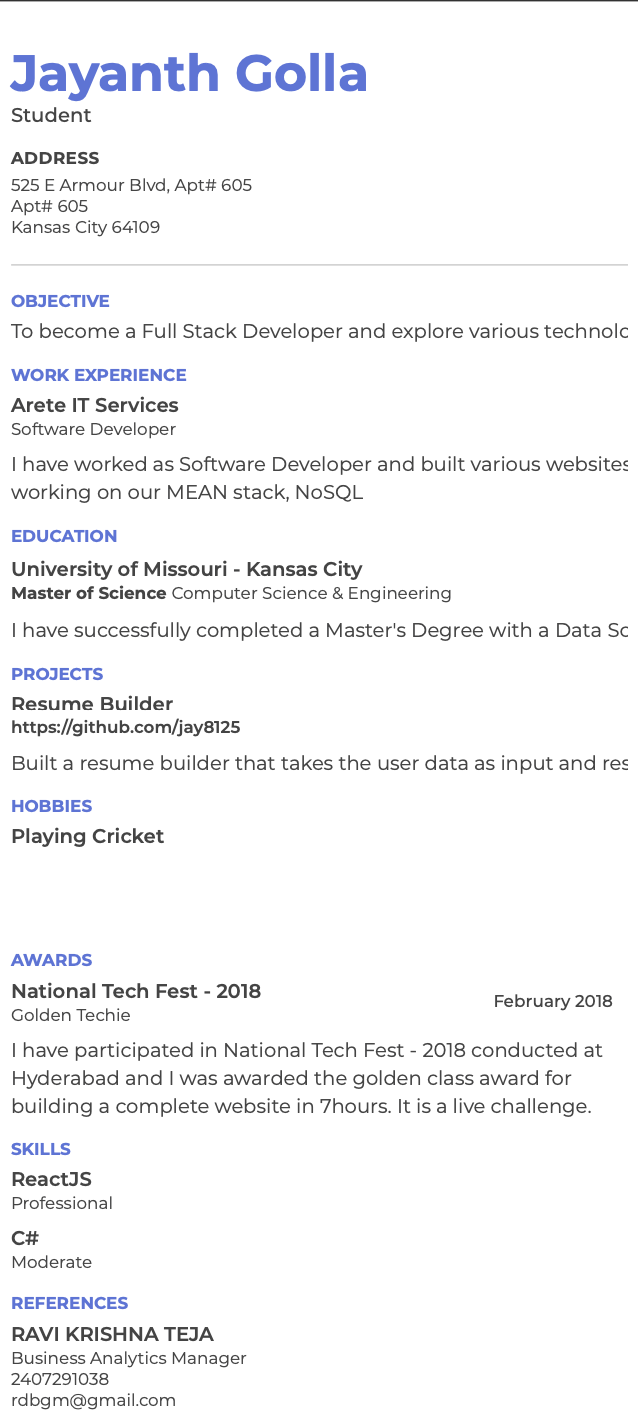 Jayanth Golla
Student
ADDRESS
525 E Armour Blvd, Apt# 605
Apt# 605
Kansas City 64109
OBJECTIVE
To become a Full Stack Developer and explore various
WORK EXPERIENCE
Arete IT Services
Software Developer
I have worked as Software Developer and built various websites
working on our MEAN stack, NoSQL
EDUCATION
University of Missouri - Kansas City
Master of Science Computer Science & Engineering
I have successfully completed a Master's Degree with a Data
PROJECTS
Resume Builder
https://github.com/jay8125
Built a resume builder that takes the user data as input and
HOBBIES
Playing Cricket
AWARDS
National Tech Fest - 2018
February 2018
Golden Techie
I have participated in National Tech Fest - 2018 conducted at
Hyderabad and I was awarded the golden class award for
building a complete website in 7hours. It is a live challenge.
SKILLS
ReactJS
Professional
C#
Moderate
REFERENCES
RAVI KRISHNA TEJA
Business Analytics Manager
2407291038
rdbgm@gmail.com